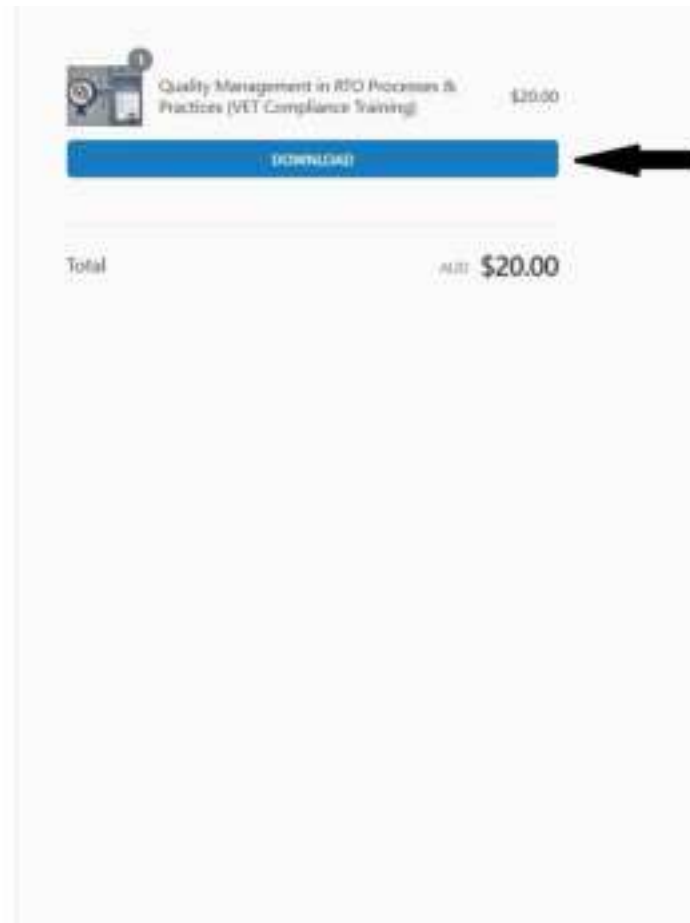 1
Quality Management in RTO Processes &
Practices (VET Compliance Training)
$20.00
DOWNLOAD
Total
AUD $20.00